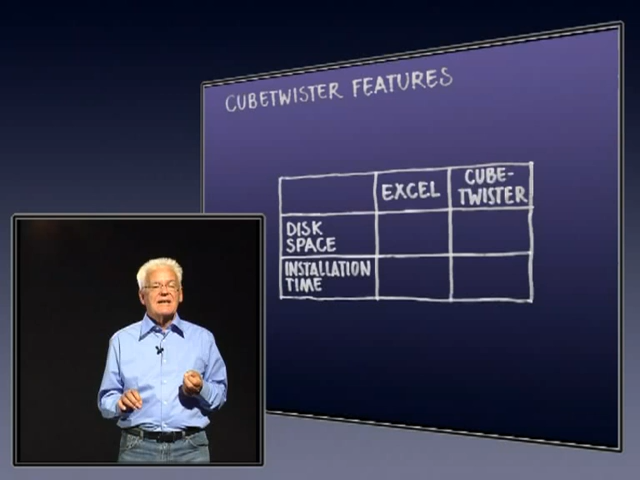 CUBETWISTER FEATURES
EXCEL
CUBE-
TWISTER
DISK
SPACE
INSTALLATION
TIME